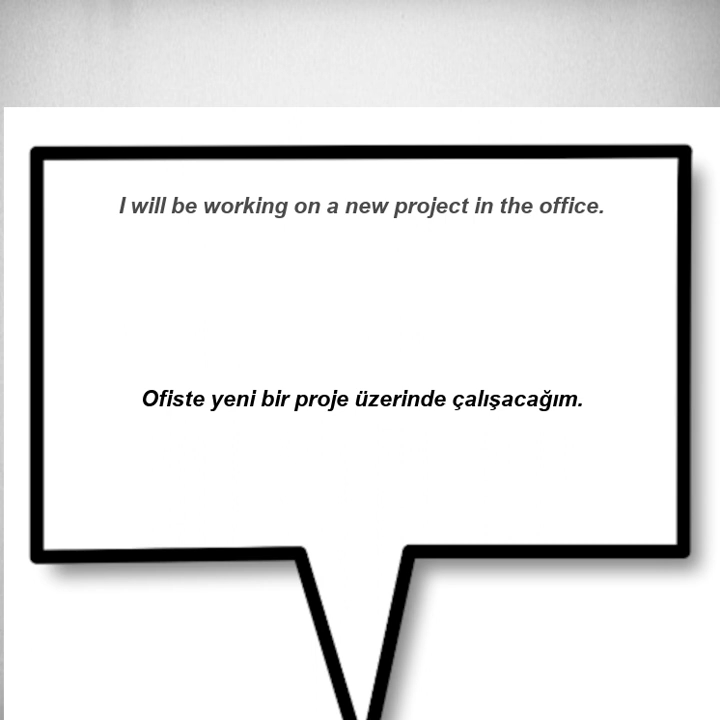 I will be working on a new project in the office.
Ofiste yeni bir proje üzerinde çalışacağım.